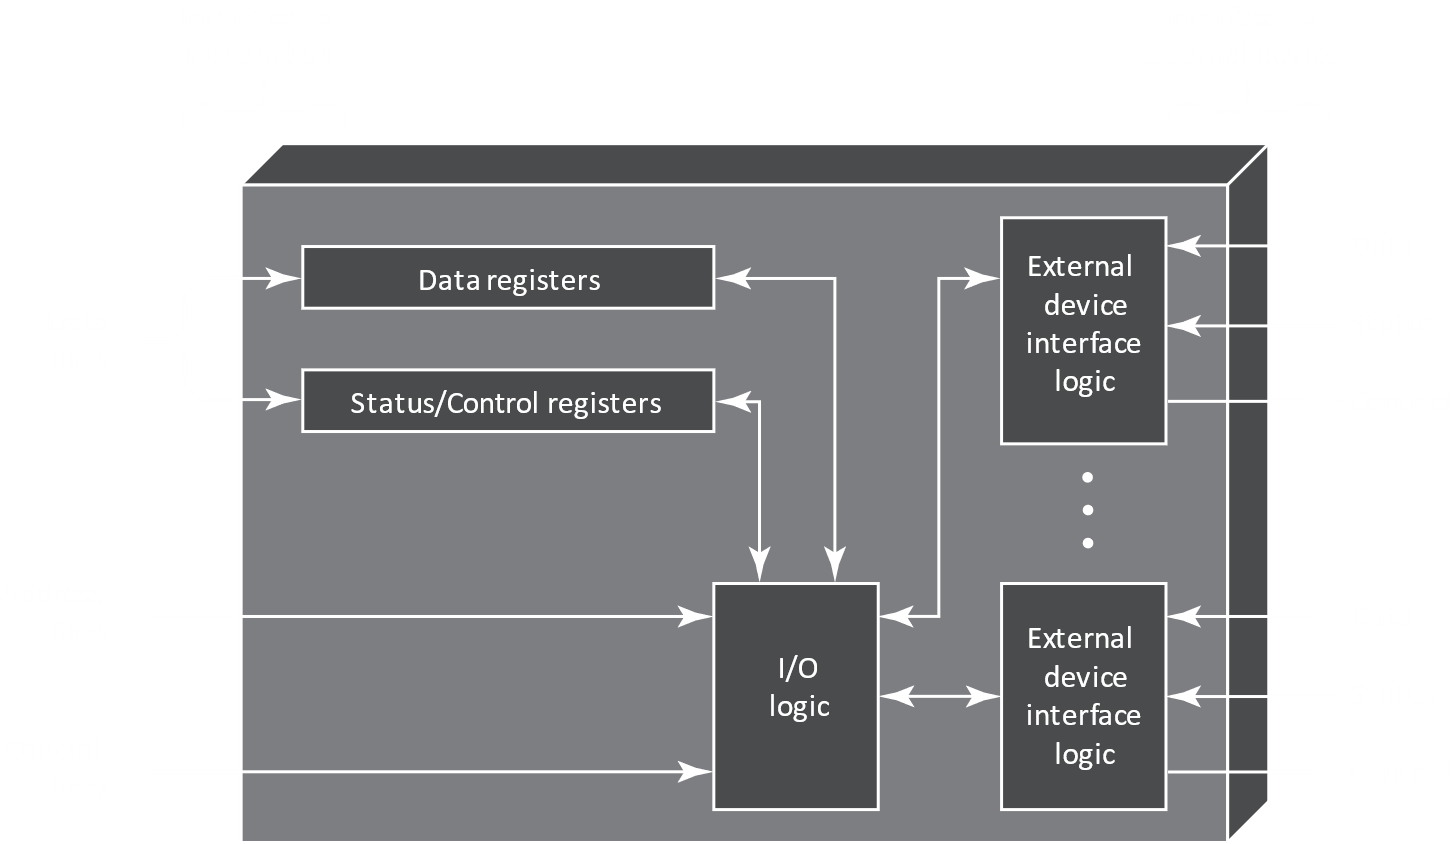 Data registers
Status/Control registers
External
device
interface
logic
I/O
logic
External
device
interface
logic